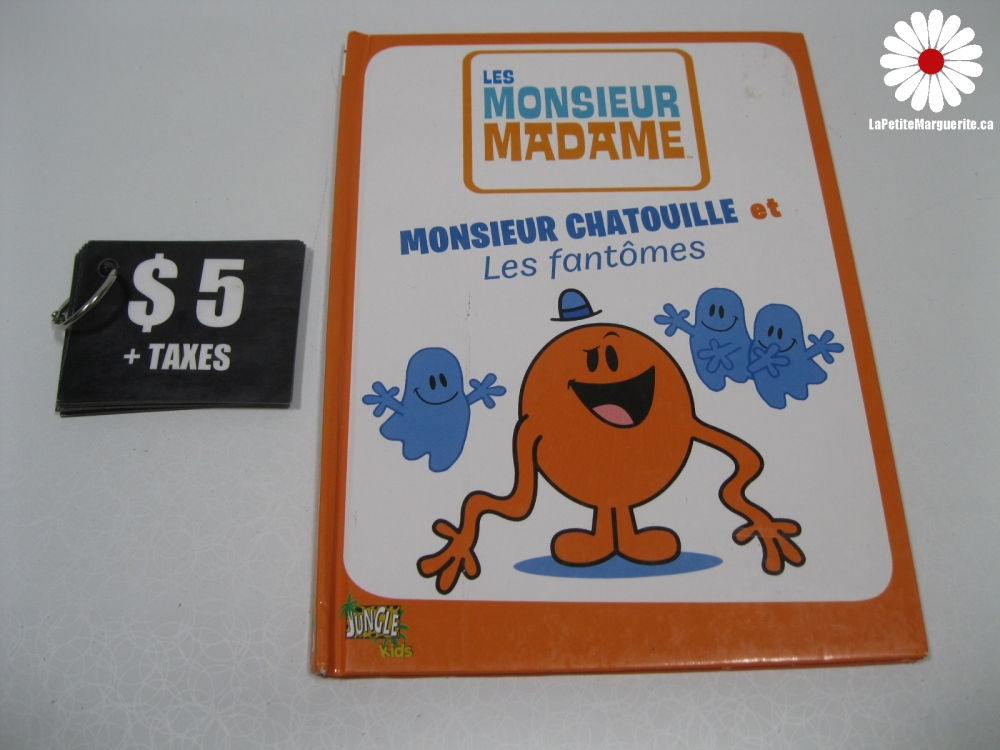 LaPetiteMarguerite.ca
LES
MONSIEUR
MADAME
MONSIEUR CHATOUILLE et
Les fantômes
$ 5
+ TAXES
JUNGLE
kids